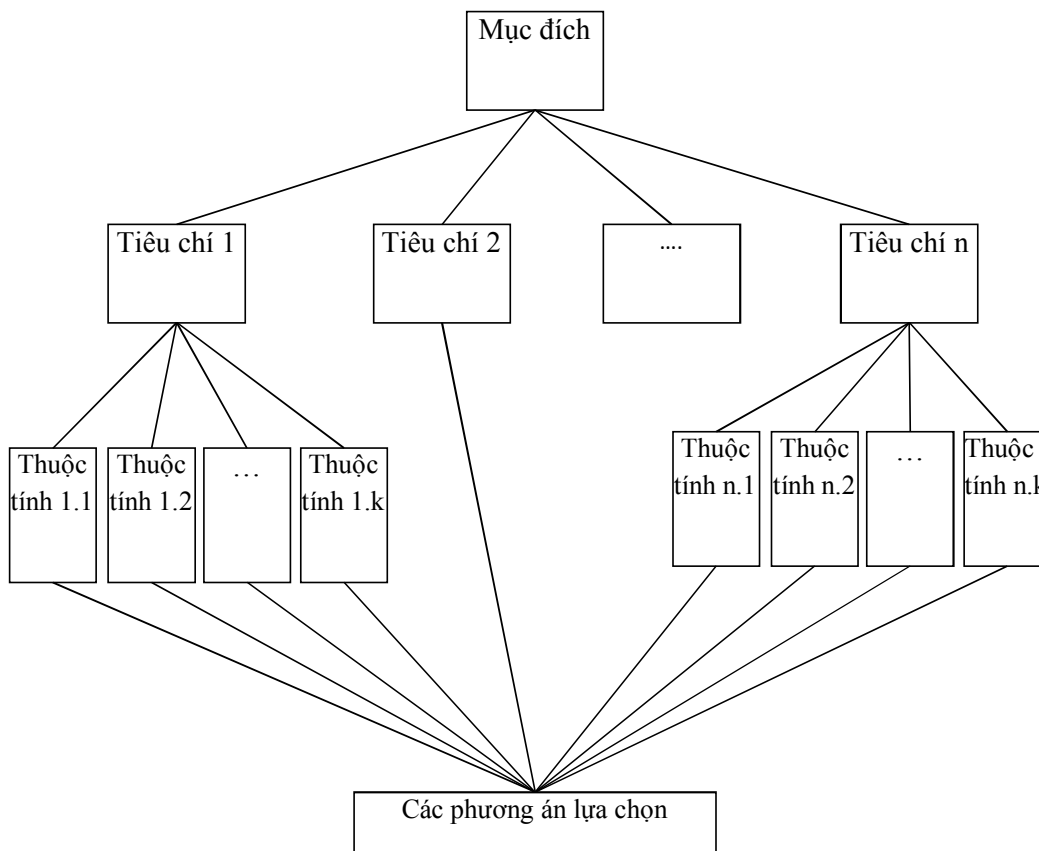 Mục đích
Tiêu chí 1
Tiêu chí 2
....
Tiêu chí n
Thuộc
tính 1.1
Thuộc
tính 1.2
…
Thuộc
tính 1.k
Thuộc
tính n.1
Thuộc
tính n.2
…
Thuộc
tính n.k
Các phương án lựa chọn